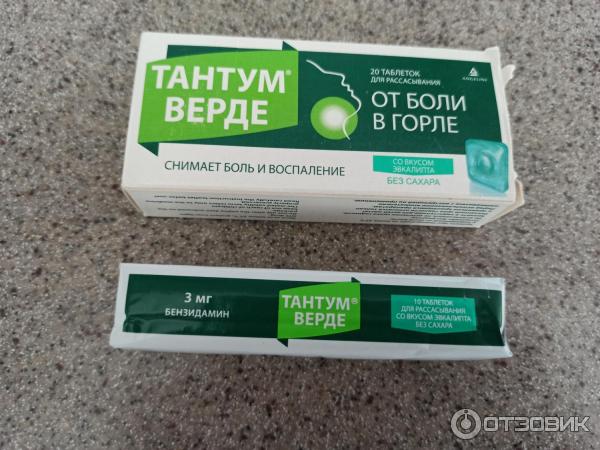 20 ТАБЛЕТОК
ДЛЯ РАССАСЫВАНИЯ
ANGELINI
ТАНТУМ®
ВЕРДЕ
ОТ БОЛИ
В ГОРЛЕ
СНИМАЕТ БОЛЬ И ВОСПАЛЕНИЕ
СО ВКУСОМ
ЭВКАЛИПТА
БЕЗ САХАРА
3 мг
БЕНЗИДАМИН
ТАНТУМ®
ВЕРДЕ
10 ТАБЛЕТОК
ДЛЯ РАССАСЫВАНИЯ
СО ВКУСОМ ЭВКАЛИПТА
БЕЗ САХАРА
ОТЗОВИК